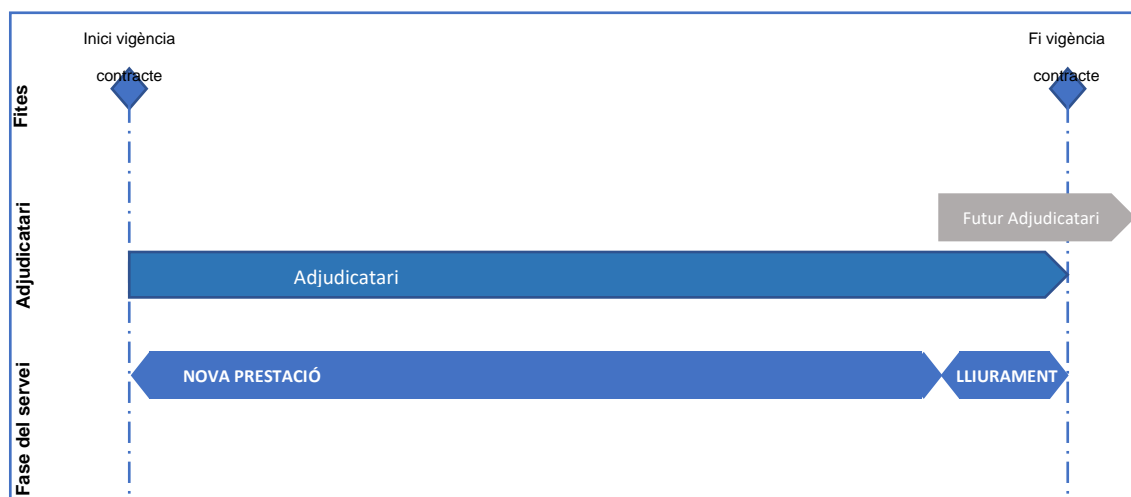 Inici vigència
contracte
Fi vigència
contracte
Fites
Futur Adjudicatari
Adjudicatari
Adjudicatari
NOVA PRESTACIÓ
LLIURAMENT
Fase del servei